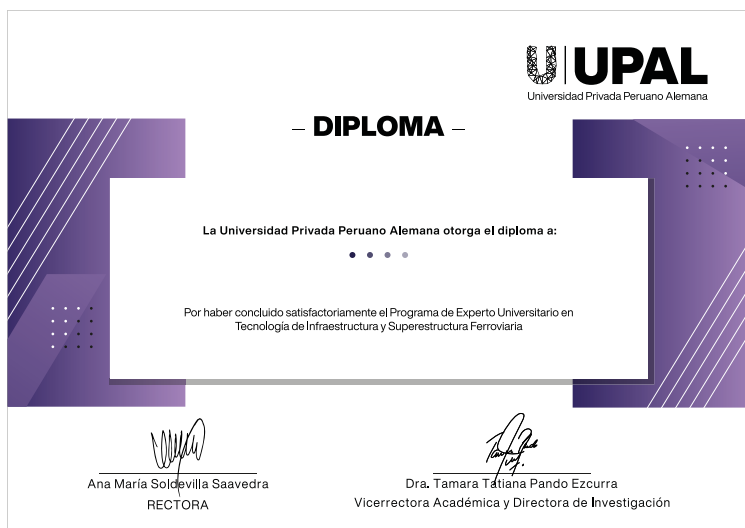 UPAL
Universidad Privada Peruano Alemana
– DIPLOMA –
La Universidad Privada Peruano Alemana otorga el diploma a:
Por haber concluido satisfactoriamente el Programa de Experto Universitario en
Tecnología de Infraestructura y Superestructura Ferroviaria
Ana María Soldevilla Saavedra
RECTORA
Dra. Tamara Tatiana Pando Ezcurra
Vicerrectora Académica y Directora de Investigación